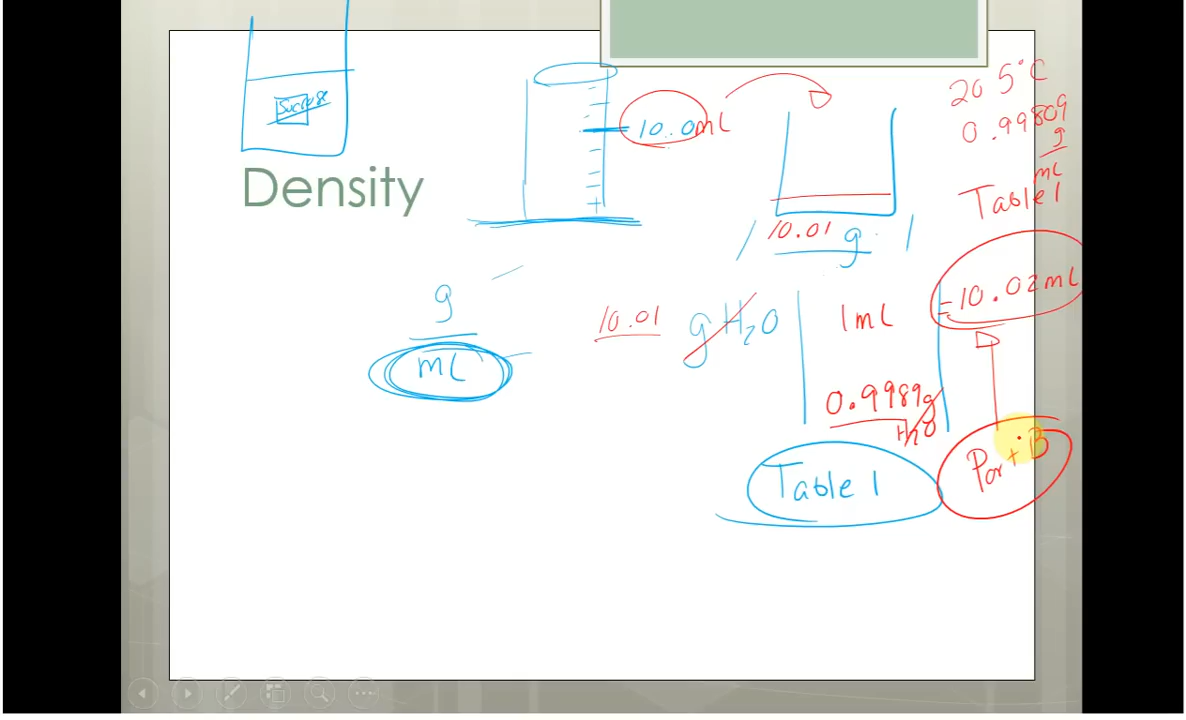 Sucrose
10.0mL
20.5°C
0.99809
g
mL
Table 1
Density
10.01 g
g
mL
10.01 g H2O
1mL
= 10.02mL
0.9989g
H2O
Table 1
Part B